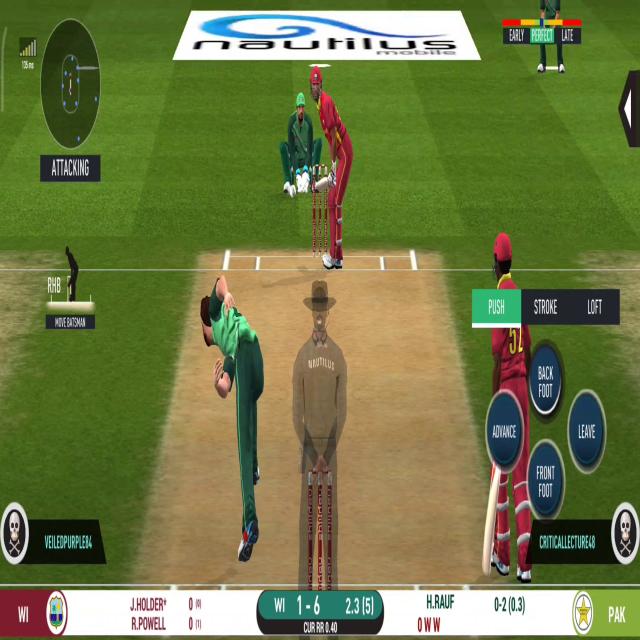 nautilus
mobile
EARLY PERFECT LATE
135 ms
ATTACKING
RHB
MOVE BATSMAN
PUSH STROKE LOFT
52
NAUTILUS
BACK FOOT
ADVANCE
LEAVE
FRONT FOOT
VEILEDPURPLE84
CRITICALLECTURE48
WI
J.HOLDER* 0 (0)
R.POWELL 0 (1)
WI 1-6 2.3 (5)
CUR RR 0.40
H.RAUF 0-2 (0.3)
0 W W
PAK